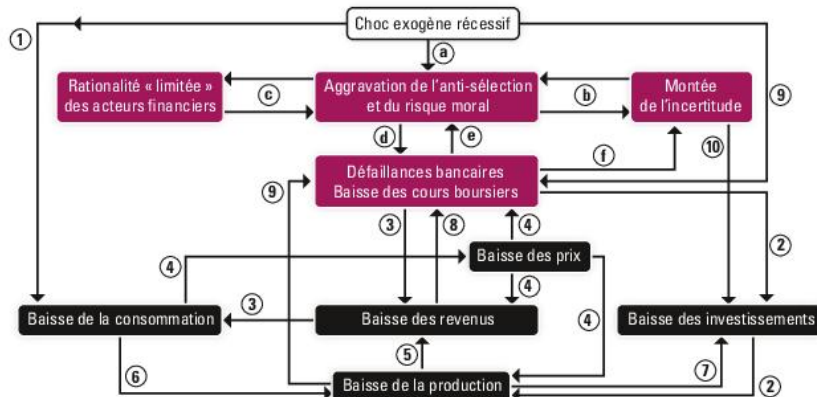 Choc exogène récessif
1
a
Rationalité « limitée »
des acteurs financiers
c
Aggravation de l'anti-sélection
et du risque moral
b
Montée
de l'incertitude
9
d
e
f
10
Défaillances bancaires
Baisse des cours boursiers
9
3
8
4
2
4
Baisse des prix
4
4
Baisse de la consommation
3
Baisse des revenus
Baisse des investissements
5
6
Baisse de la production
7
2